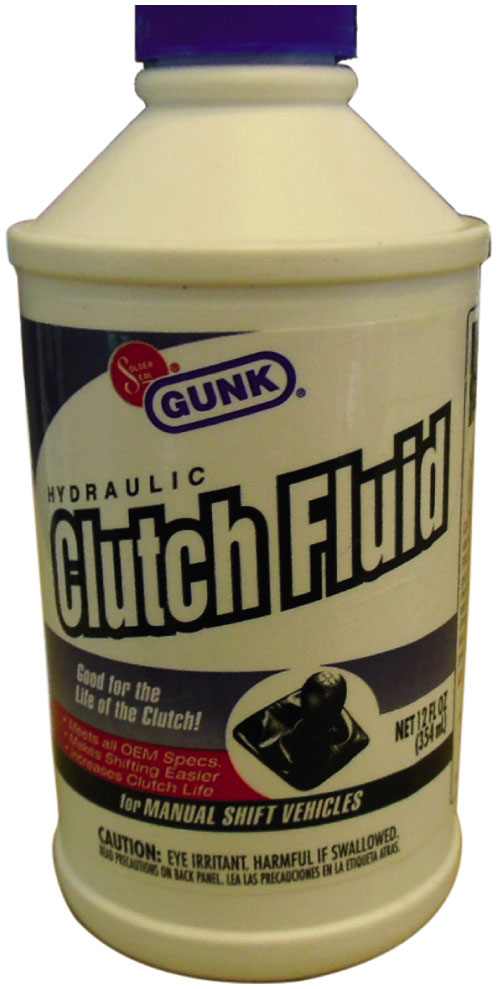 SOLDER
SEAL
®
GUNK®
HYDRAULIC
Clutch Fluid
Good for the
Life of the Clutch!
• Meets all OEM Specs.
• Makes Shifting Easier
• Increases Clutch Life
NET 12 FL OZ
(354 mL)
for MANUAL SHIFT VEHICLES
CAUTION: EYE IRRITANT, HARMFUL IF SWALLOWED.
READ PRECAUTIONS ON BACK PANEL. LEA LAS PRECAUCIONES EN LA ETIQUETA ATRAS.